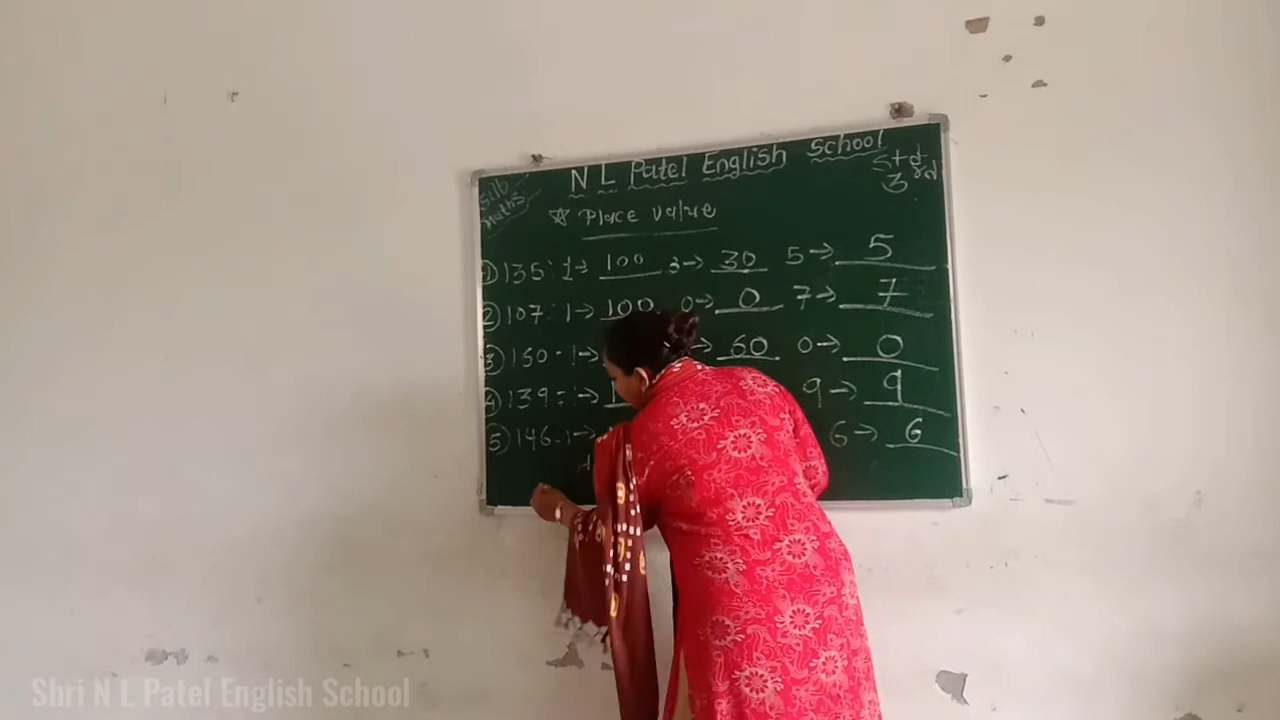 N L Patel English School
Std
3rd
Sub
Maths
☆ Place value
① 135: 1→ 100 3→ 30 5→ 5
② 107: 1→ 100 0→ 0 7→ 7
③ 150 - 1→ → 50 0→ 0
④ 139 = 1→ 9→ 9
⑤ 146 - 1→ 6→ 6
Shri N L Patel English School